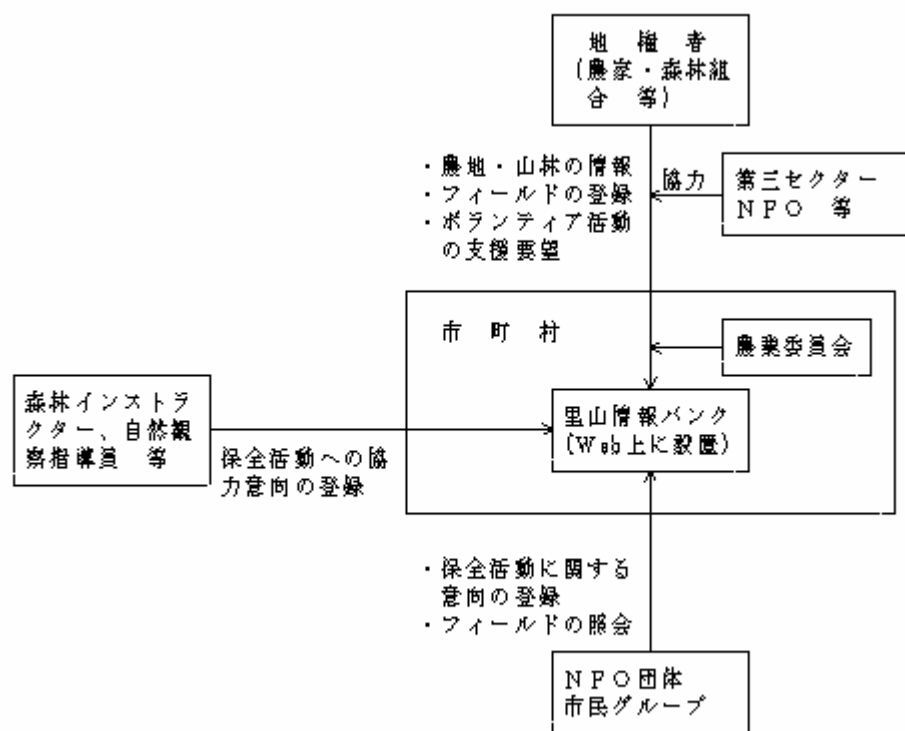 地　権　者
(農家・森林組
合　等)
・農地・山林の情報
・フィールドの登録
・ボランティア活動
の支援要望
協力
第三セクター
NPO　等
市　町　村
農業委員会
森林インストラ
クター、自然観
察指導員　等
保全活動への協
力意向の登録
里山情報バンク
(Web上に設置)
・保全活動に関する
意向の登録
・フィールドの照会
NPO団体
市民グループ